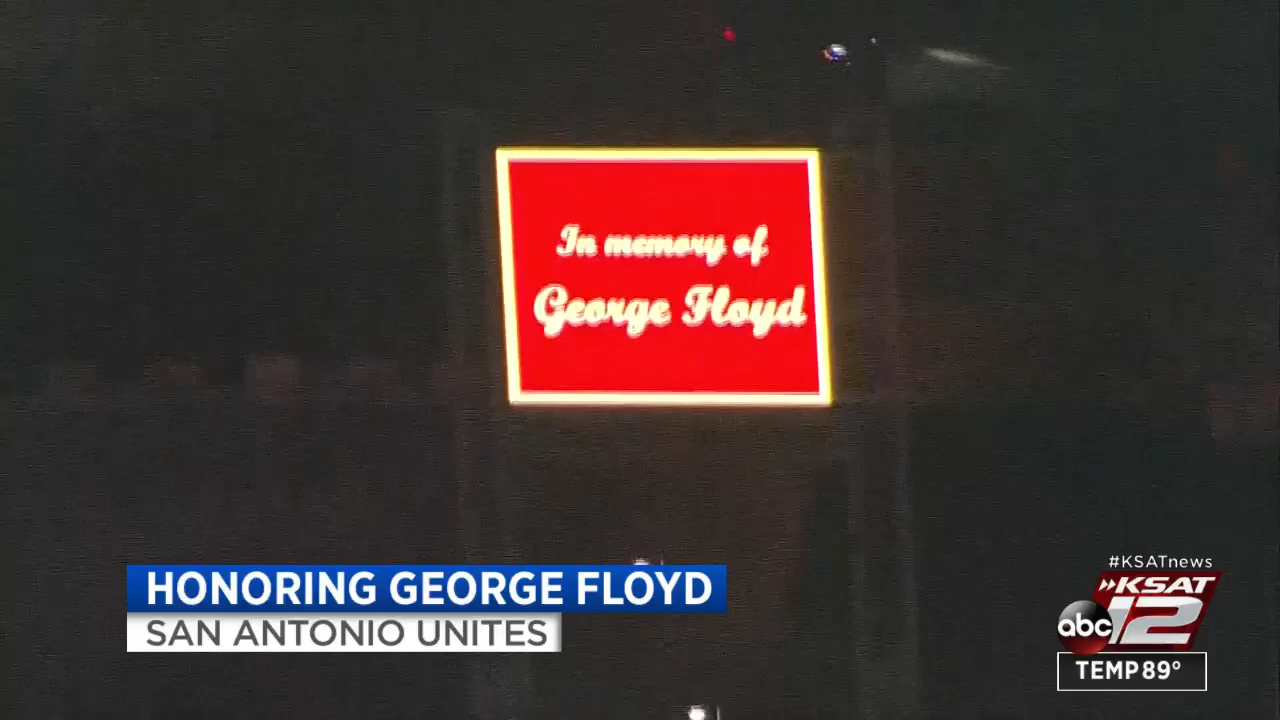 In memory of
George Floyd
HONORING GEORGE FLOYD
SAN ANTONIO UNITES
#KSATnews
KSAT
abc 12
TEMP 89°